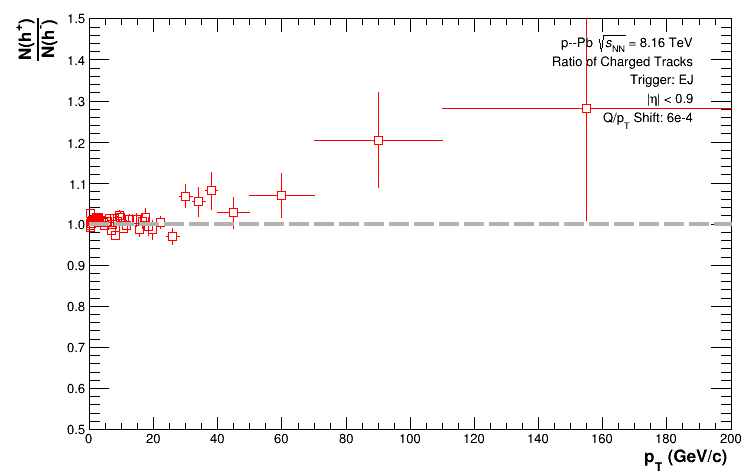 N(h⁺)
N(h⁻)
p--Pb √s_NN = 8.16 TeV
Ratio of Charged Tracks
Trigger: EJ
|η| < 0.9
Q/p_T Shift: 6e-4
1.5
1.4
1.3
1.2
1.1
1.0
0.9
0.8
0.7
0.6
0.5
0 20 40 60 80 100 120 140 160 180 200
p_T (GeV/c)